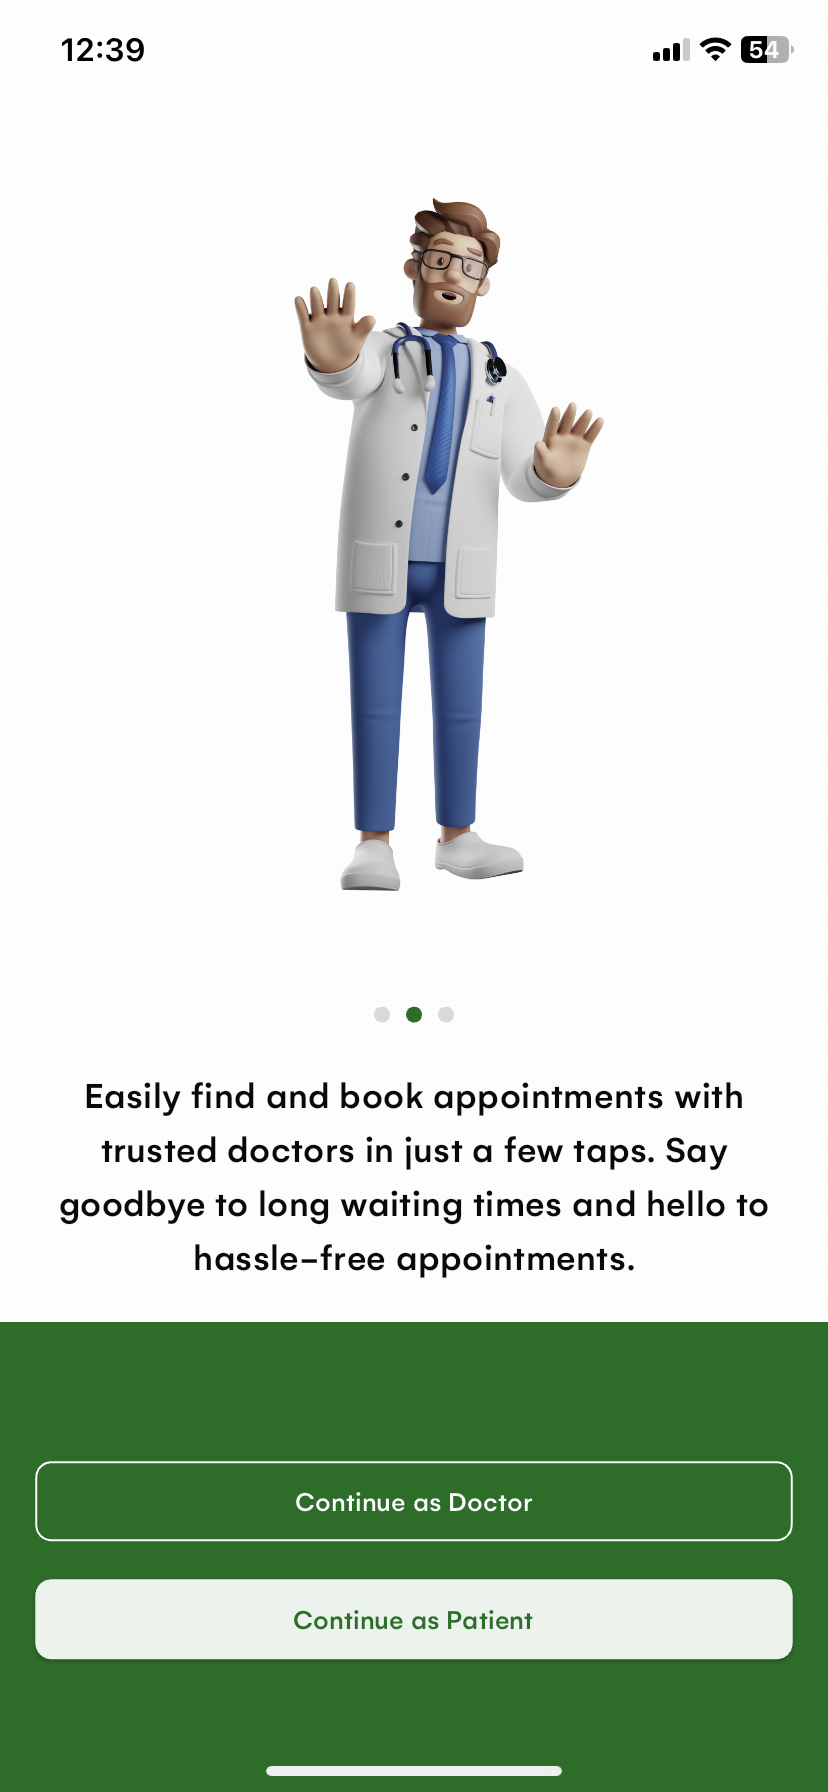 12:39
54
Easily find and book appointments with
trusted doctors in just a few taps. Say
goodbye to long waiting times and hello to
hassle-free appointments.
Continue as Doctor
Continue as Patient